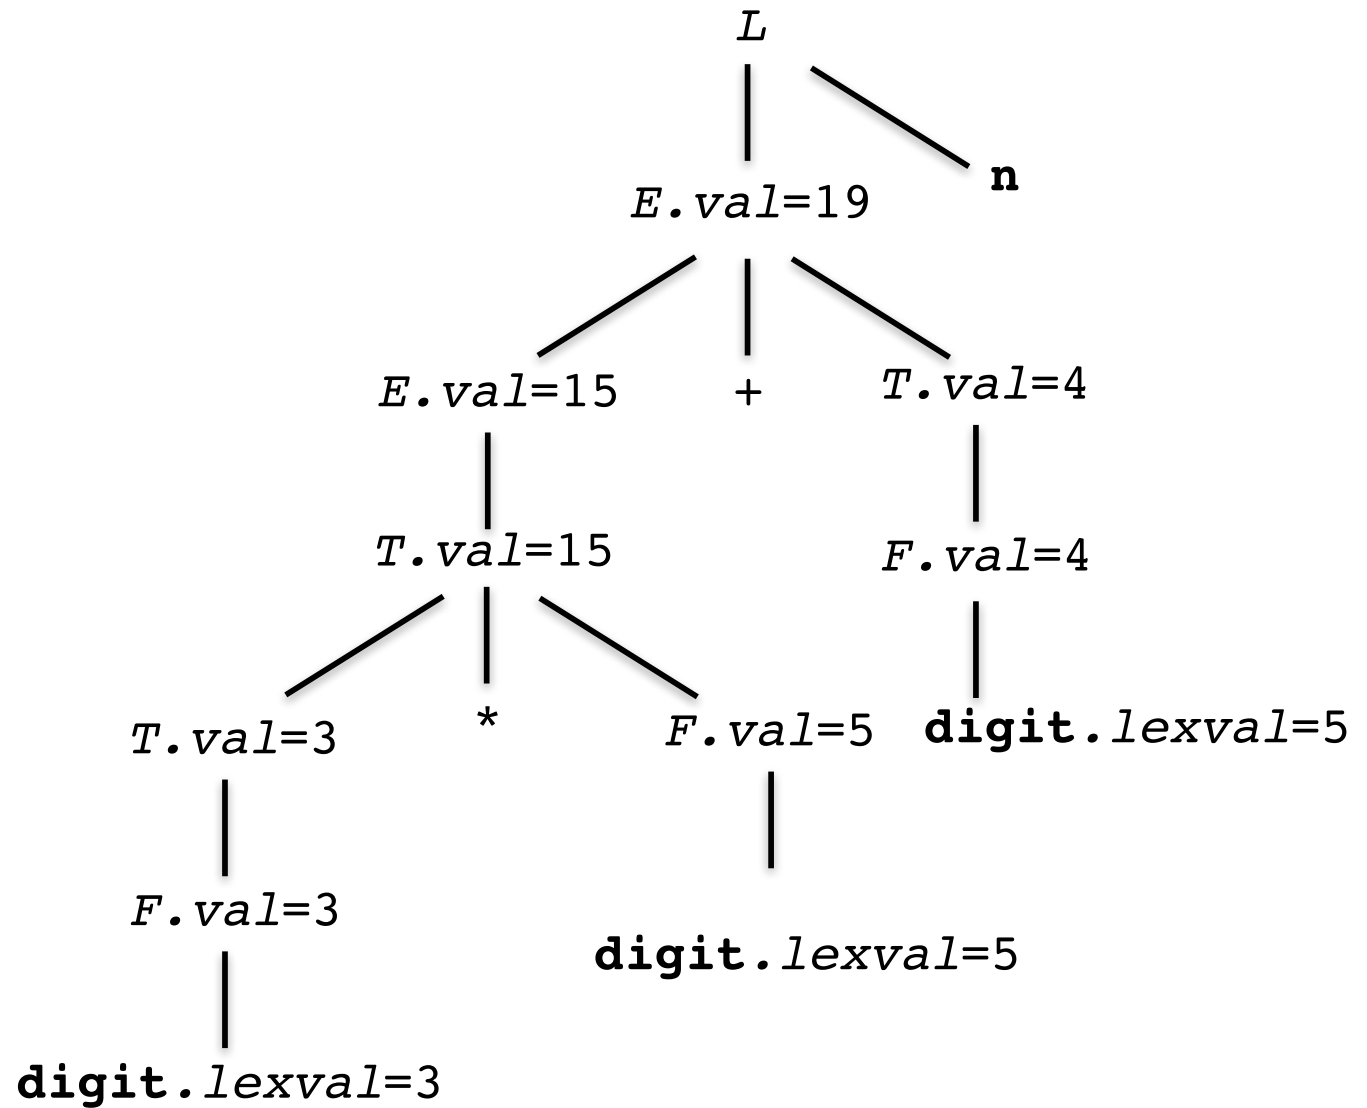 L
n
E.val=19
E.val=15 + T.val=4
T.val=15 F.val=4
T.val=3 * F.val=5 digit.lexval=5
F.val=3
digit.lexval=5
digit.lexval=3